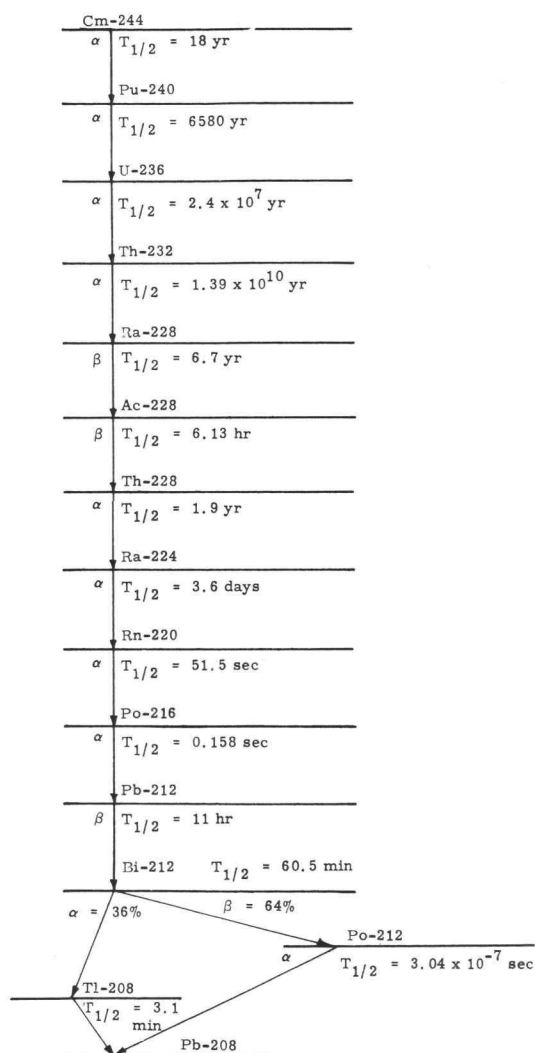 Cm-244
α T1/2 = 18 yr
Pu-240
α T1/2 = 6580 yr
U-236
α T1/2 = 2.4 x 10^7 yr
Th-232
α T1/2 = 1.39 x 10^10 yr
Ra-228
β T1/2 = 6.7 yr
Ac-228
β T1/2 = 6.13 hr
Th-228
α T1/2 = 1.9 yr
Ra-224
α T1/2 = 3.6 days
Rn-220
α T1/2 = 51.5 sec
Po-216
α T1/2 = 0.158 sec
Pb-212
β T1/2 = 11 hr
Bi-212 T1/2 = 60.5 min
α = 36% β = 64%
Po-212
α T1/2 = 3.04 x 10^-7 sec
Tl-208
T1/2 = 3.1
min
Pb-208